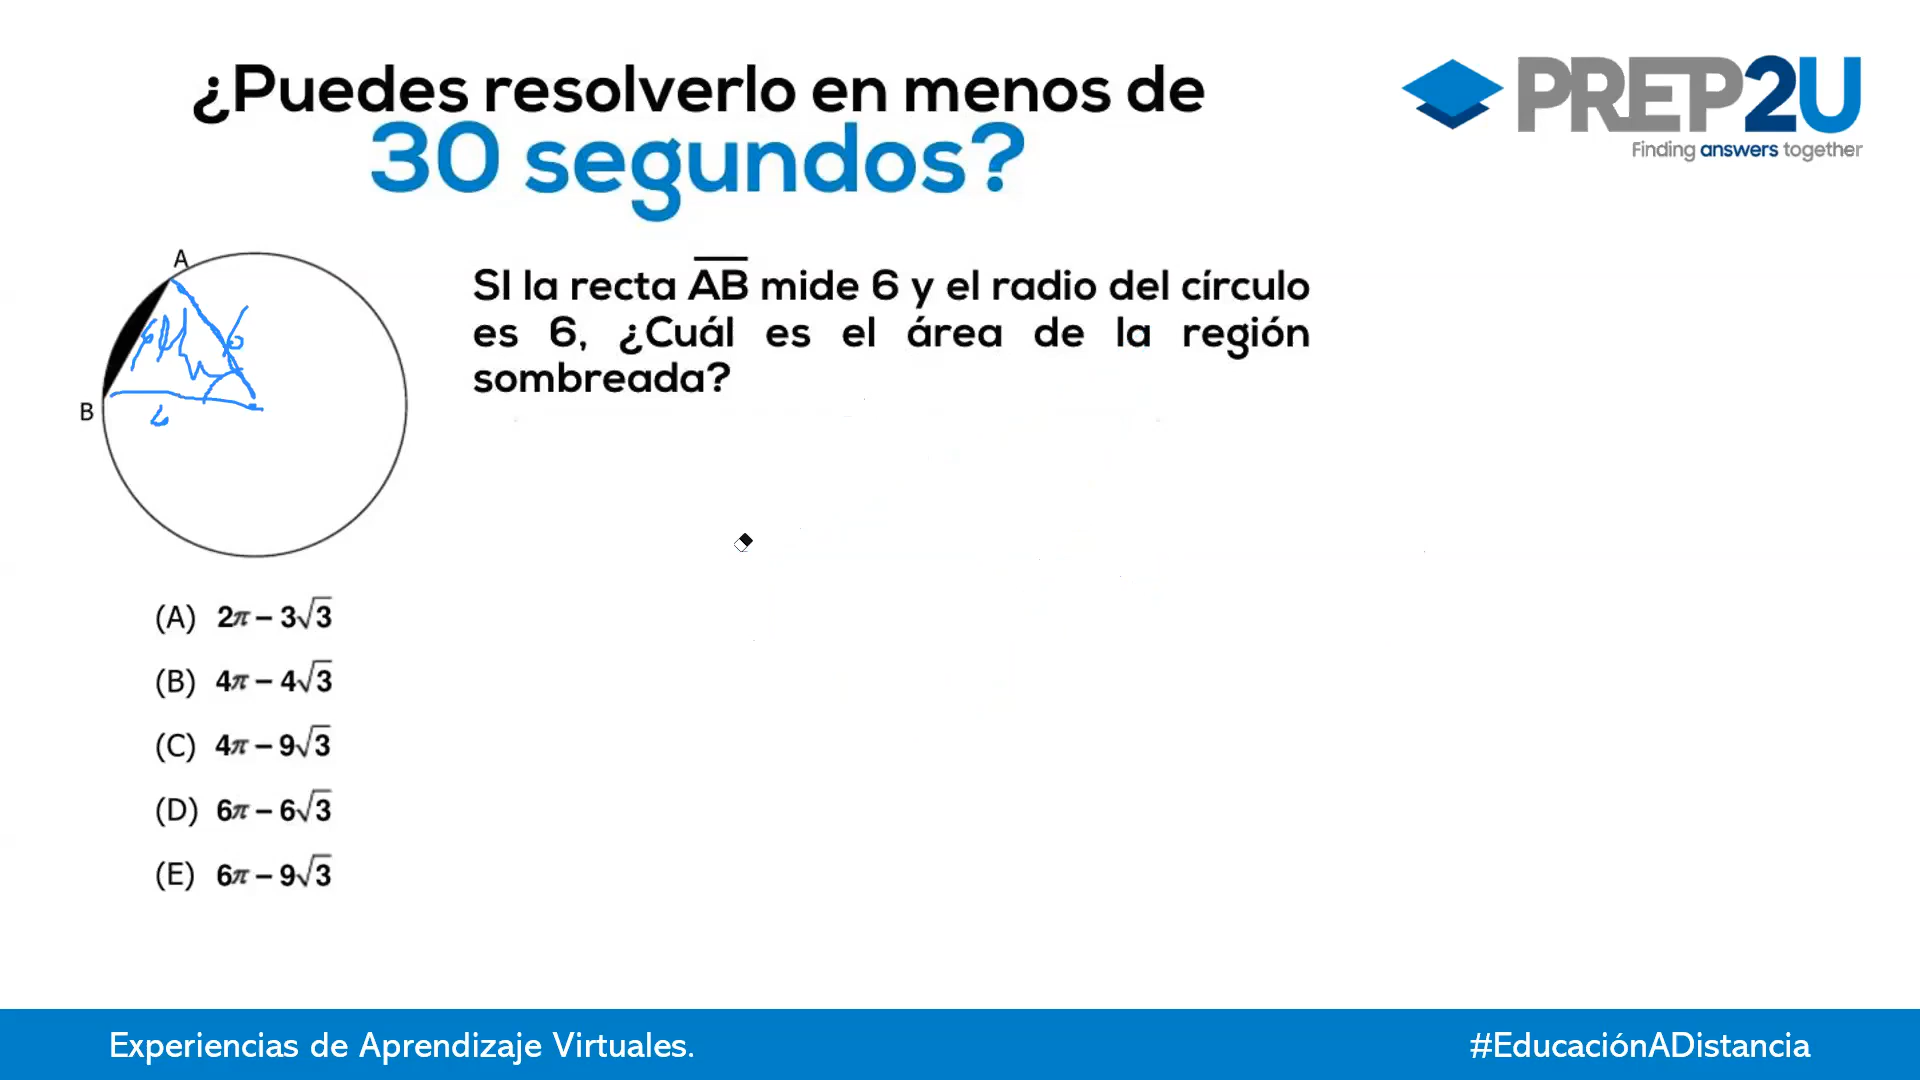 ¿Puedes resolverlo en menos de
30 segundos?
PREP2U
Finding answers together
A
B
6
6
SI la recta AB mide 6 y el radio del círculo
es 6, ¿Cuál es el área de la región
sombreada?
(A) 2π – 3√3
(B) 4π – 4√3
(C) 4π – 9√3
(D) 6π – 6√3
(E) 6π – 9√3
Experiencias de Aprendizaje Virtuales.
#EducaciónADistancia